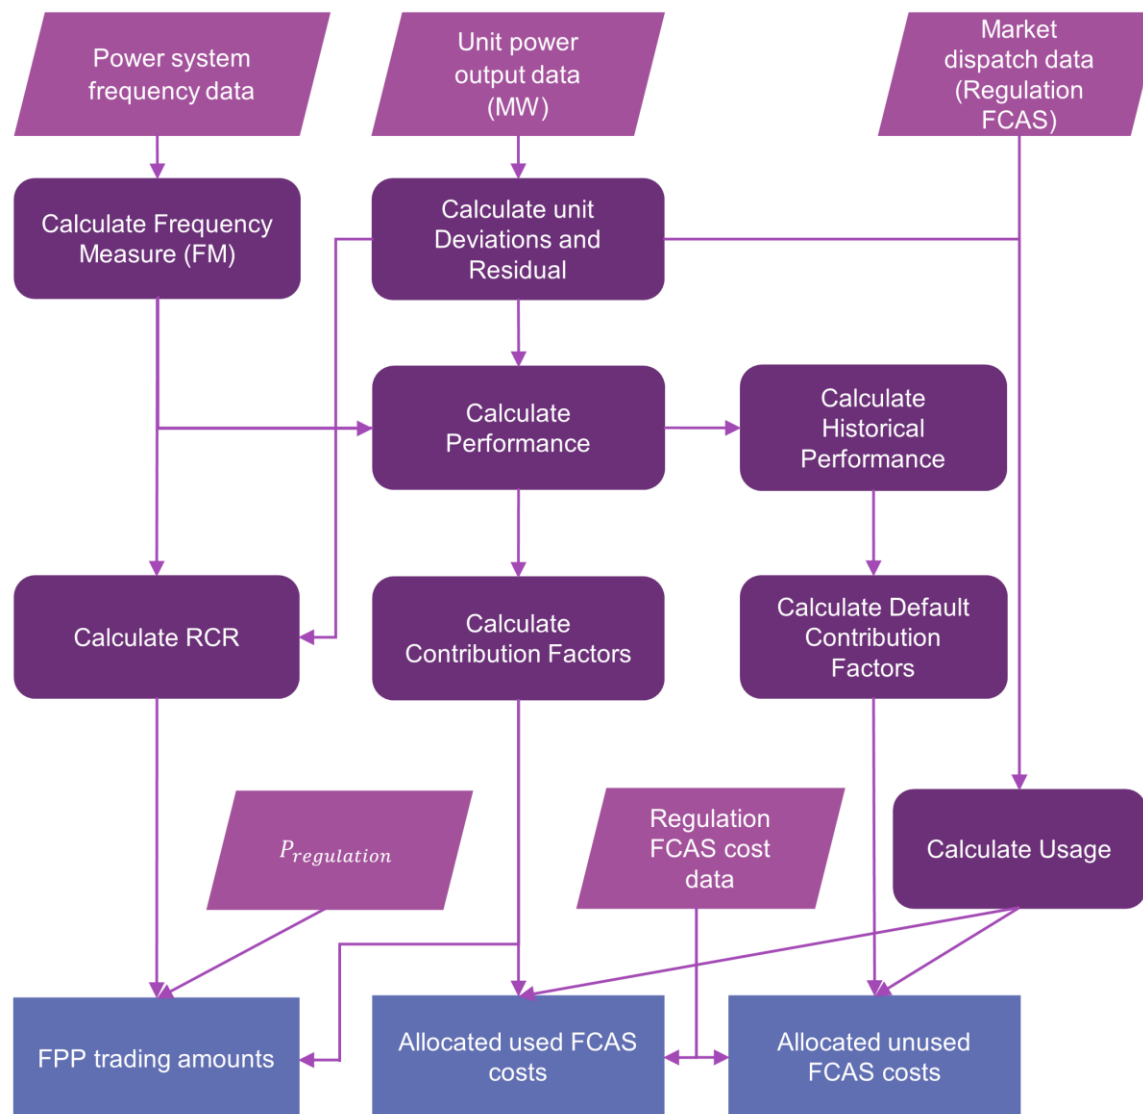 Power system
frequency data
Unit power
output data
(MW)
Market
dispatch data
(Regulation
FCAS)
Calculate Frequency
Measure (FM)
Calculate unit
Deviations and
Residual
Calculate
Performance
Calculate
Historical
Performance
Calculate RCR
Calculate
Contribution Factors
Calculate Default
Contribution
Factors
P_regulation
Regulation
FCAS cost
data
Calculate Usage
FPP trading amounts
Allocated used FCAS
costs
Allocated unused
FCAS costs